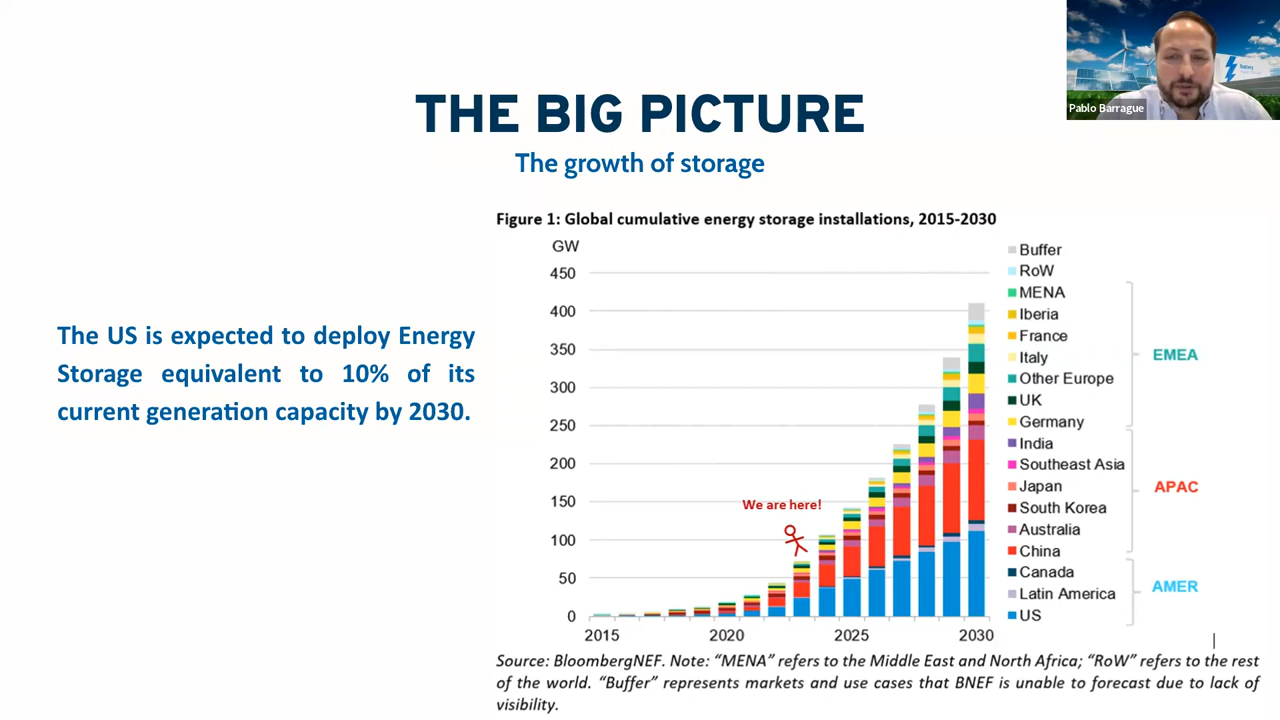 Battery
Pablo Barrague
THE BIG PICTURE
The growth of storage
The US is expected to deploy Energy
Storage equivalent to 10% of its
current generation capacity by 2030.
Figure 1: Global cumulative energy storage installations, 2015-2030
GW
450
400
350
300
250
200
150
100
50
0
We are here!
2015
2020
2025
2030
Buffer
RoW
MENA
Iberia
France
Italy
Other Europe
UK
Germany
India
Southeast Asia
Japan
South Korea
Australia
China
Canada
Latin America
US
EMEA
APAC
AMER
Source: BloombergNEF. Note: “MENA” refers to the Middle East and North Africa; “RoW” refers to the rest
of the world. “Buffer” represents markets and use cases that BNEF is unable to forecast due to lack of
visibility.